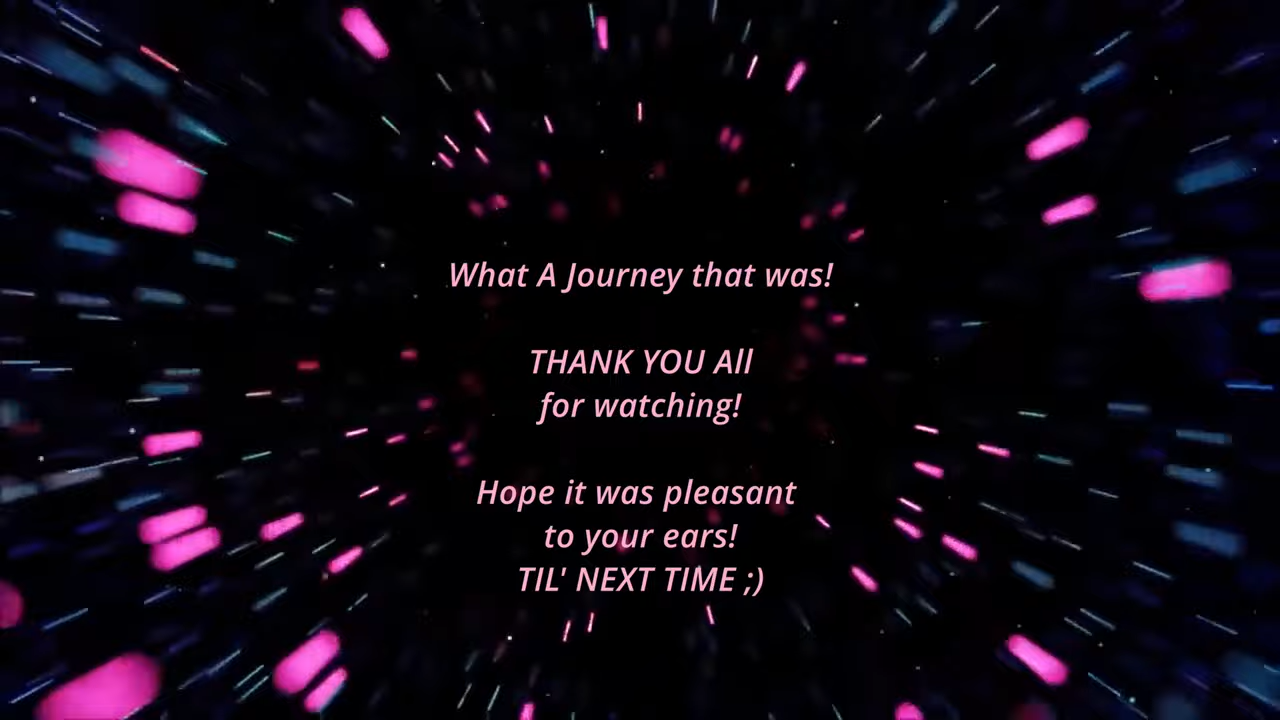 What A Journey that was!
THANK YOU All
for watching!
Hope it was pleasant
to your ears!
TIL' NEXT TIME ;)